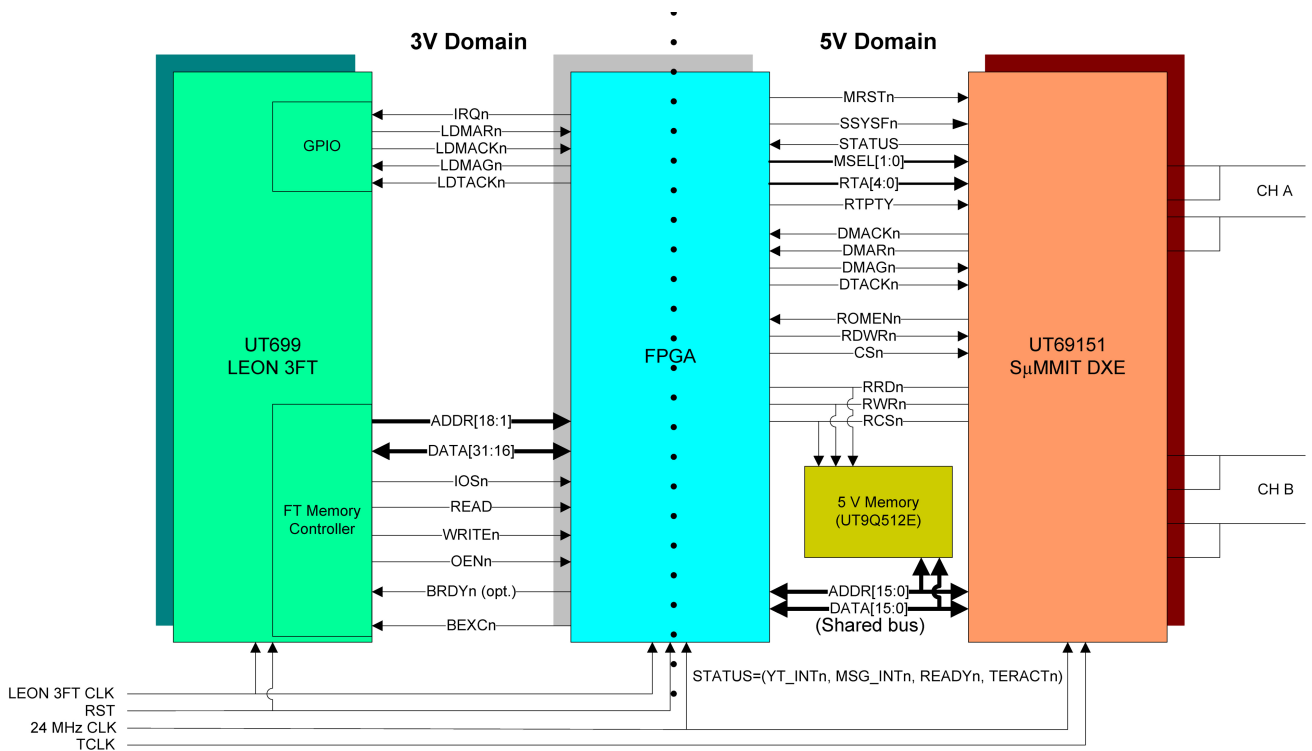 3V Domain
5V Domain
GPIO
IRQn
LDMARn
LDMACKn
LDMAGn
LDTACKn
UT699
LEON 3FT
FT Memory
Controller
ADDR[18:1]
DATA[31:16]
IOSn
READ
WRITEn
OENn
BRDYn (opt.)
BEXCn
FPGA
MRSTn
SSYSFn
STATUS
MSEL[1:0]
RTA[4:0]
RTPTY
DMACKn
DMARn
DMAGn
DTACKn
ROMENn
RDWRn
CSn
RRDn
RWRn
RCSn
5 V Memory
(UT9Q512E)
ADDR[15:0]
DATA[15:0]
(Shared bus)
UT69151
SμMMIT DXE
CH A
CH B
STATUS=(YT_INTn, MSG_INTn, READYn, TERACTn)
LEON 3FT CLK
RST
24 MHz CLK
TCLK